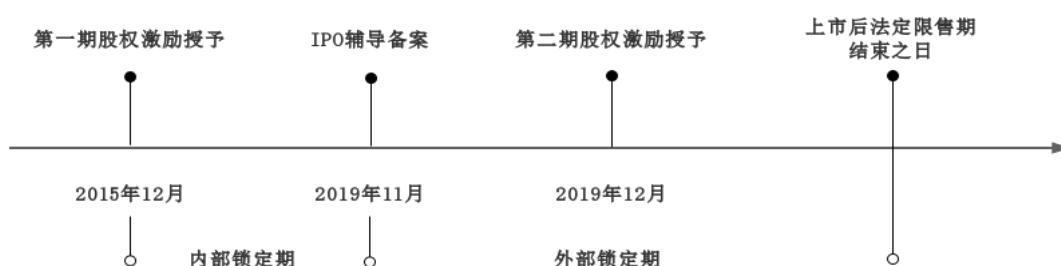 第一期股权激励授予
IPO辅导备案
第二期股权激励授予
上市后法定限售期
结束之日
2015年12月
2019年11月
2019年12月
内部锁定期
外部锁定期